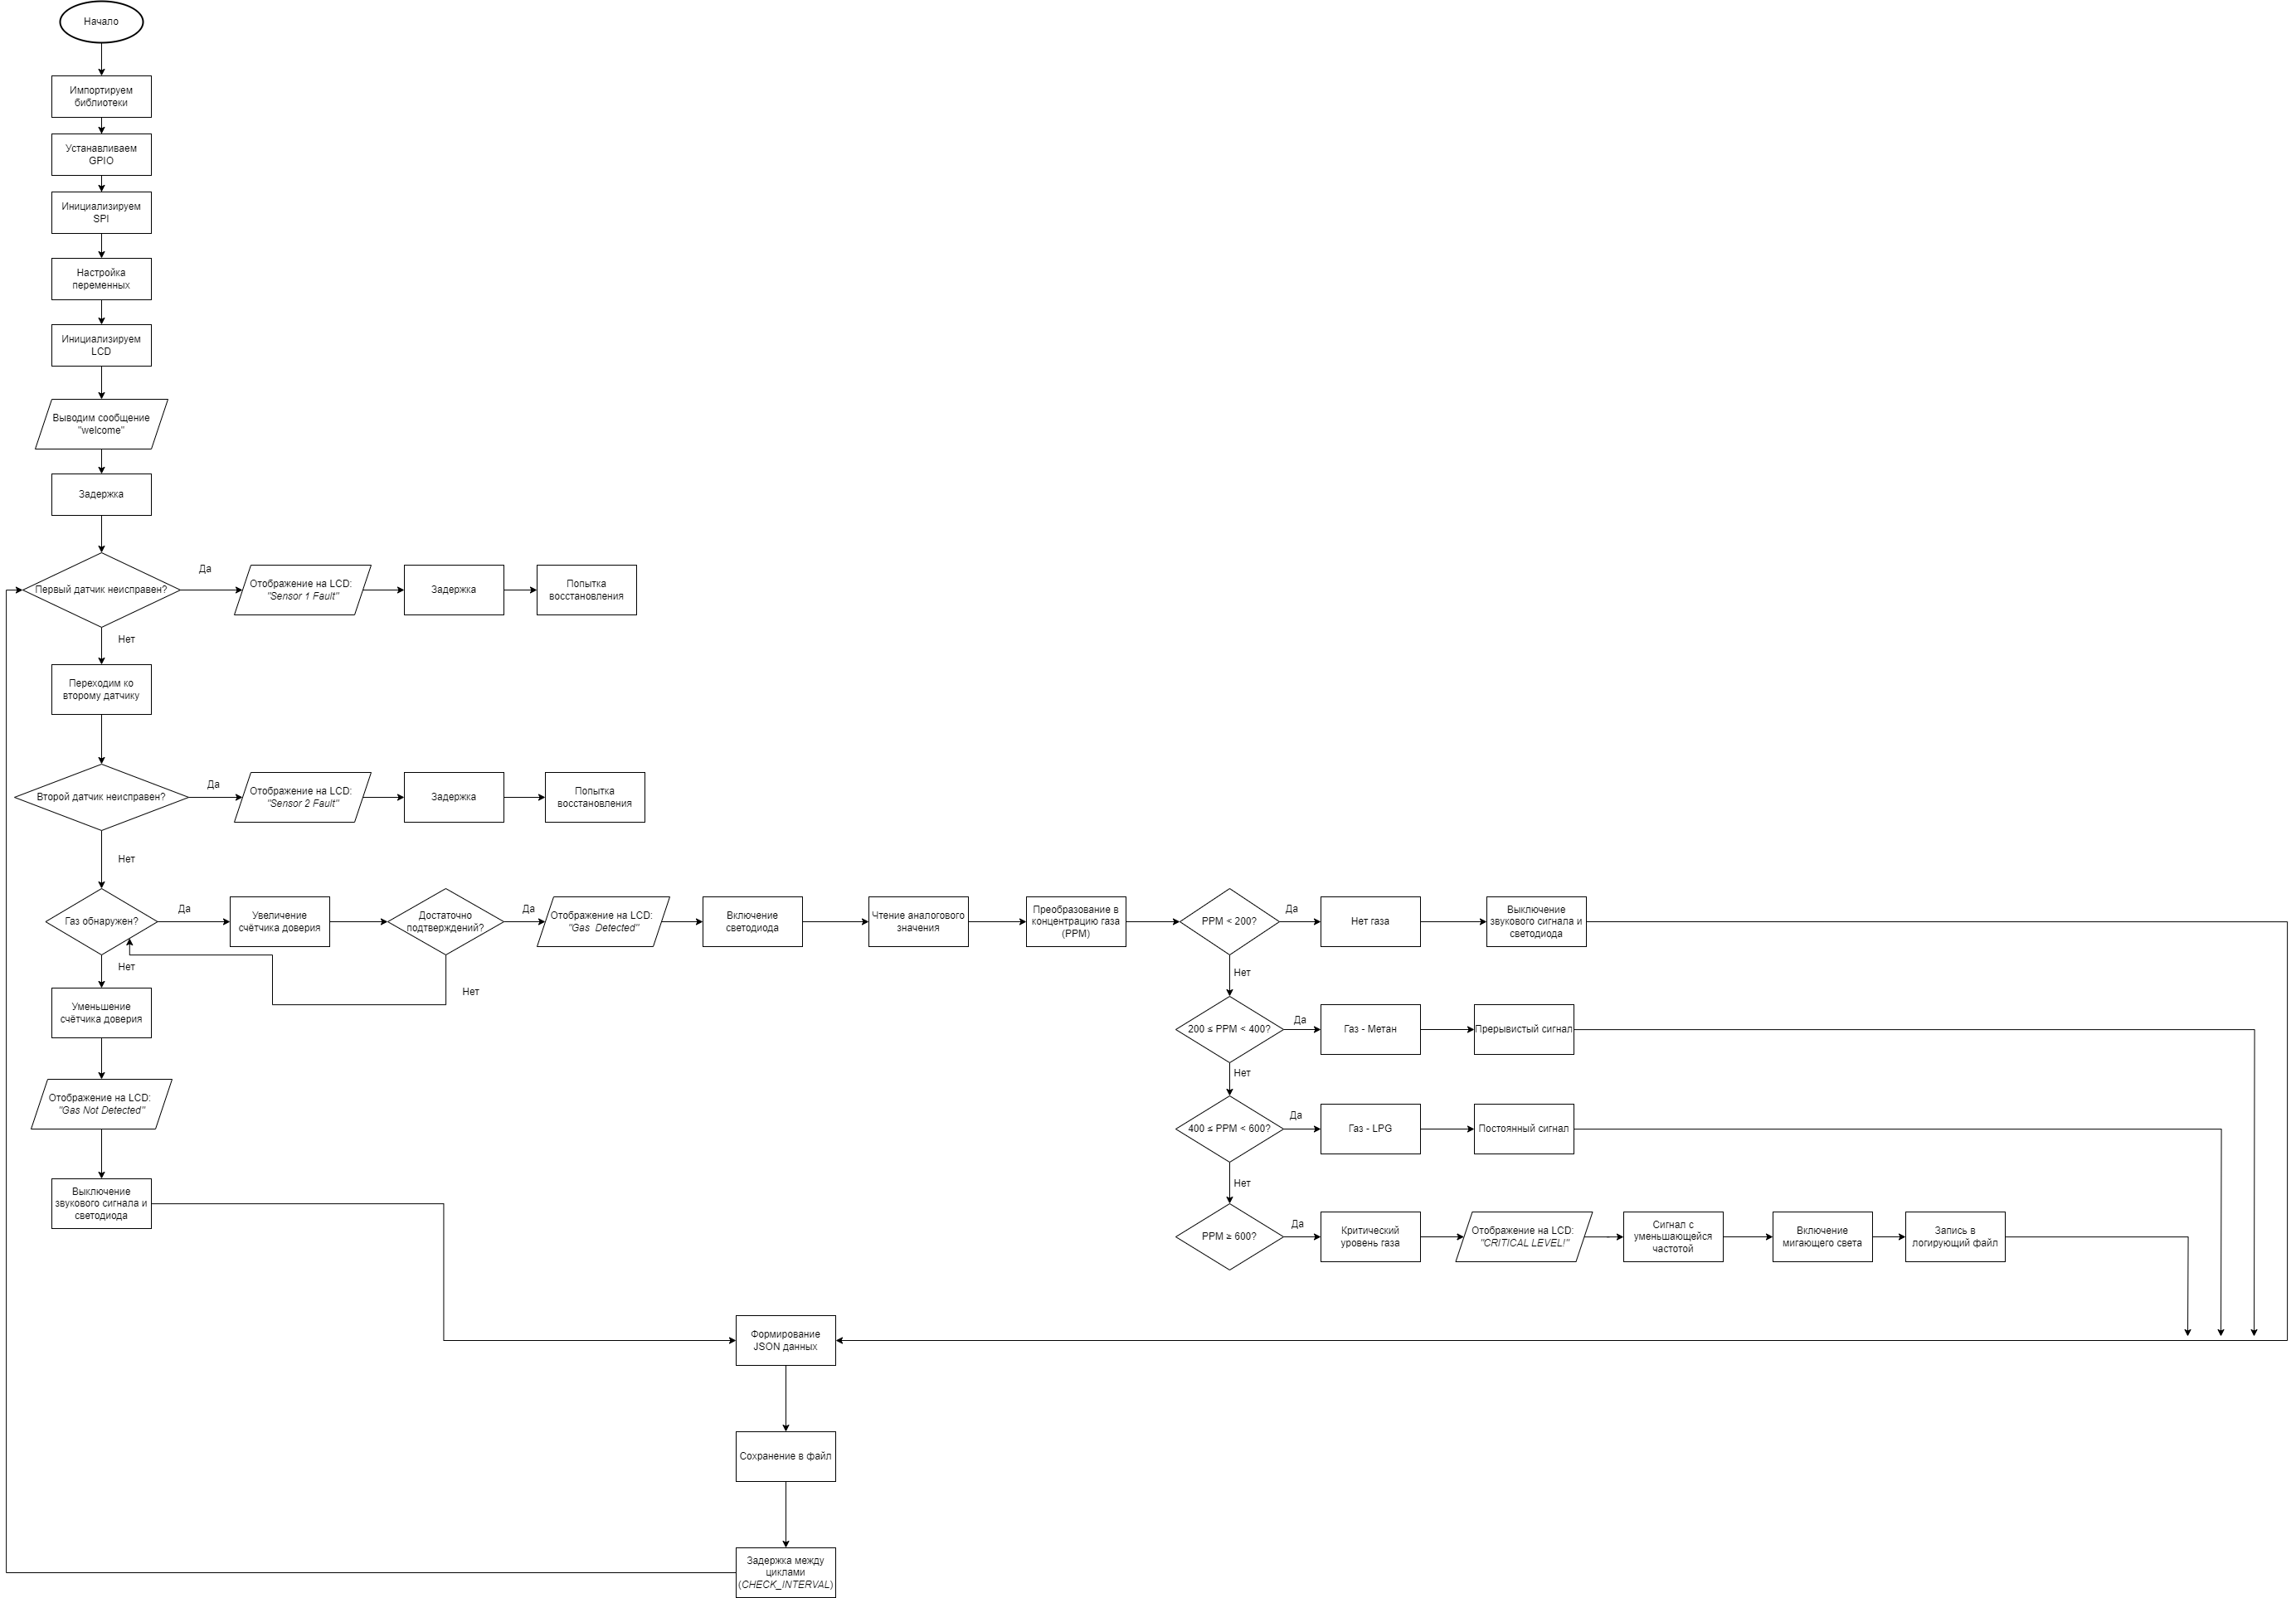 Начало
Импортируем
библиотеки
Устанавливаем
GPIO
Инициализируем
SPI
Настройка
переменных
Инициализируем
LCD
Выводим сообщение
"welcome"
Задержка
Первый датчик неисправен?
Да
Отображение на LCD:
"Sensor 1 Fault"
Задержка
Попытка
восстановления
Нет
Переходим ко
второму датчику
Второй датчик неисправен?
Да
Отображение на LCD:
"Sensor 2 Fault"
Задержка
Попытка
восстановления
Нет
Газ обнаружен?
Да
Увеличение
счётчика доверия
Достаточно
подтверждений?
Да
Отображение на LCD:
"Gas Detected"
Включение
светодиода
Чтение аналогового
значения
Преобразование в
концентрацию газа
(PPM)
PPM < 200?
Да
Нет газа
Выключение
звукового сигнала и
светодиода
Нет
Нет
Нет
Уменьшение
счётчика доверия
200 ≤ PPM < 400?
Да
Газ - Метан
Прерывистый сигнал
Нет
Отображение на LCD:
"Gas Not Detected"
400 ≤ PPM < 600?
Да
Газ - LPG
Постоянный сигнал
Нет
Выключение
звукового сигнала и
светодиода
PPM ≥ 600?
Да
Критический
уровень газа
Отображение на LCD:
"CRITICAL LEVEL!"
Сигнал с
уменьшающейся
частотой
Включение
мигающего света
Запись в
логирующий файл
Формирование
JSON данных
Сохранение в файл
Задержка между
циклами
(CHECK_INTERVAL)